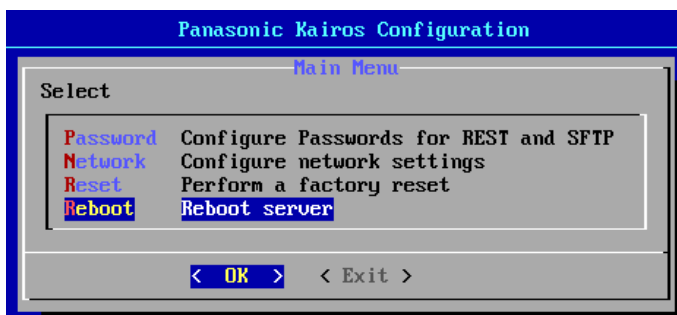 Panasonic Kairos Configuration
Main Menu
Select
Password Configure Passwords for REST and SFTP
Network Configure network settings
Reset Perform a factory reset
Reboot Reboot server
< OK > < Exit >